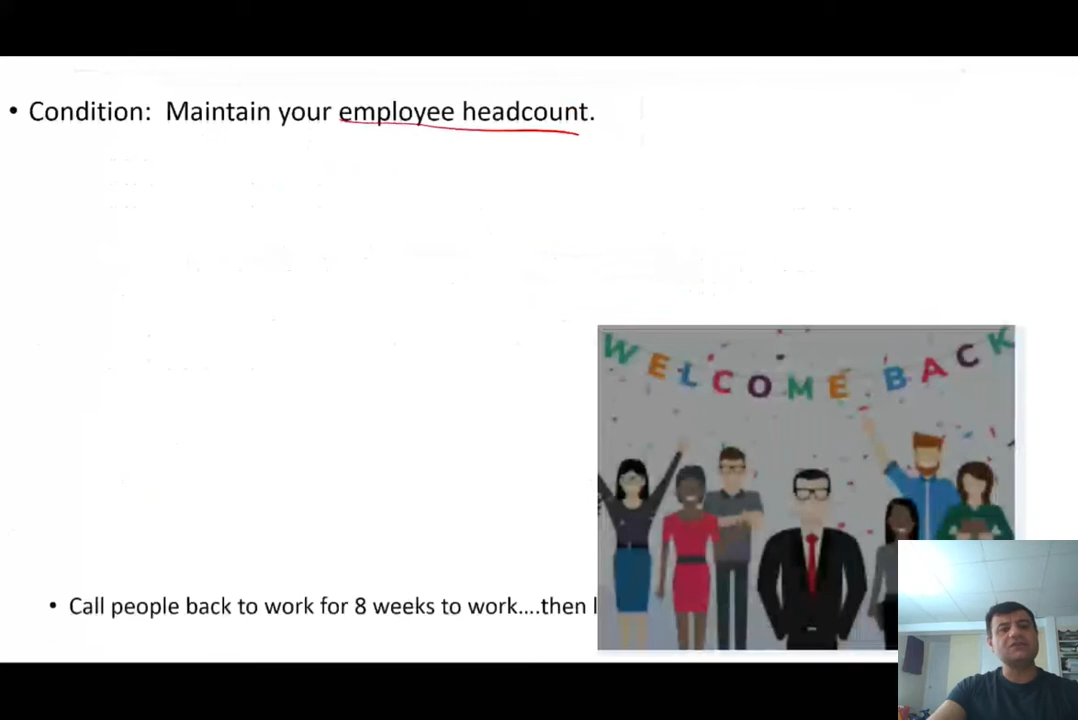 • Condition:  Maintain your employee headcount.
WELCOME BACK
• Call people back to work for 8 weeks to work....then